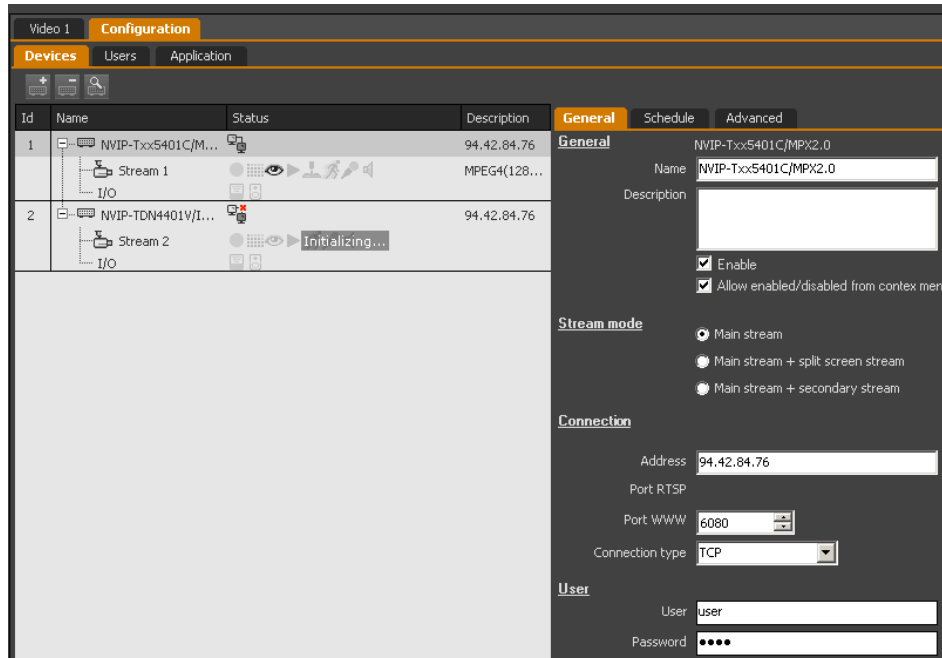 Video 1 Configuration
Devices Users Application
Id Name Status Description
1 NVIP-Txx5401C/M... 94.42.84.76
Stream 1 MPEG4(128...
I/O
2 NVIP-TDN4401V/I... 94.42.84.76
Stream 2 Initializing...
I/O
General Schedule Advanced
General NVIP-Txx5401C/MPX2.0
Name NVIP-Txx5401C/MPX2.0
Description
Enable
Allow enabled/disabled from contex men
Stream mode
Main stream
Main stream + split screen stream
Main stream + secondary stream
Connection
Address 94.42.84.76
Port RTSP
Port WWW 6080
Connection type TCP
User
User user
Password ●●●●